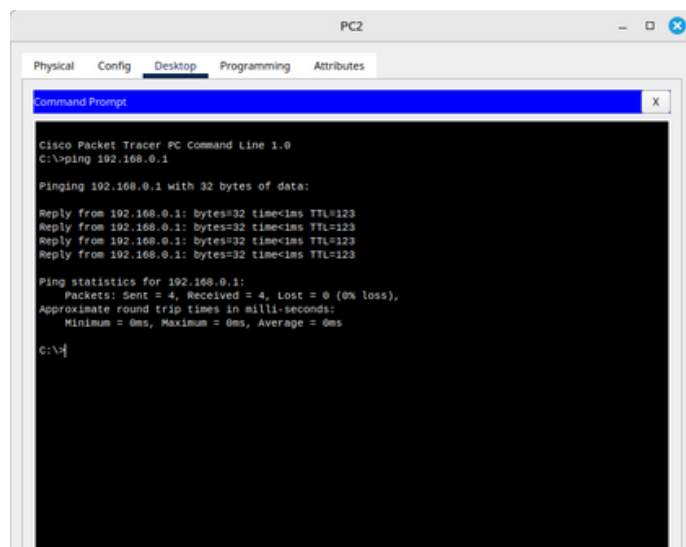 PC2
Physical Config Desktop Programming Attributes
Command Prompt
X
Cisco Packet Tracer PC Command Line 1.0
C:\>ping 192.168.0.1
Pinging 192.168.0.1 with 32 bytes of data:
Reply from 192.168.0.1: bytes=32 time<1ms TTL=123
Reply from 192.168.0.1: bytes=32 time<1ms TTL=123
Reply from 192.168.0.1: bytes=32 time<1ms TTL=123
Reply from 192.168.0.1: bytes=32 time<1ms TTL=123
Ping statistics for 192.168.0.1:
Packets: Sent = 4, Received = 4, Lost = 0 (0% loss),
Approximate round trip times in milli-seconds:
Minimum = 0ms, Maximum = 0ms, Average = 0ms
C:\>